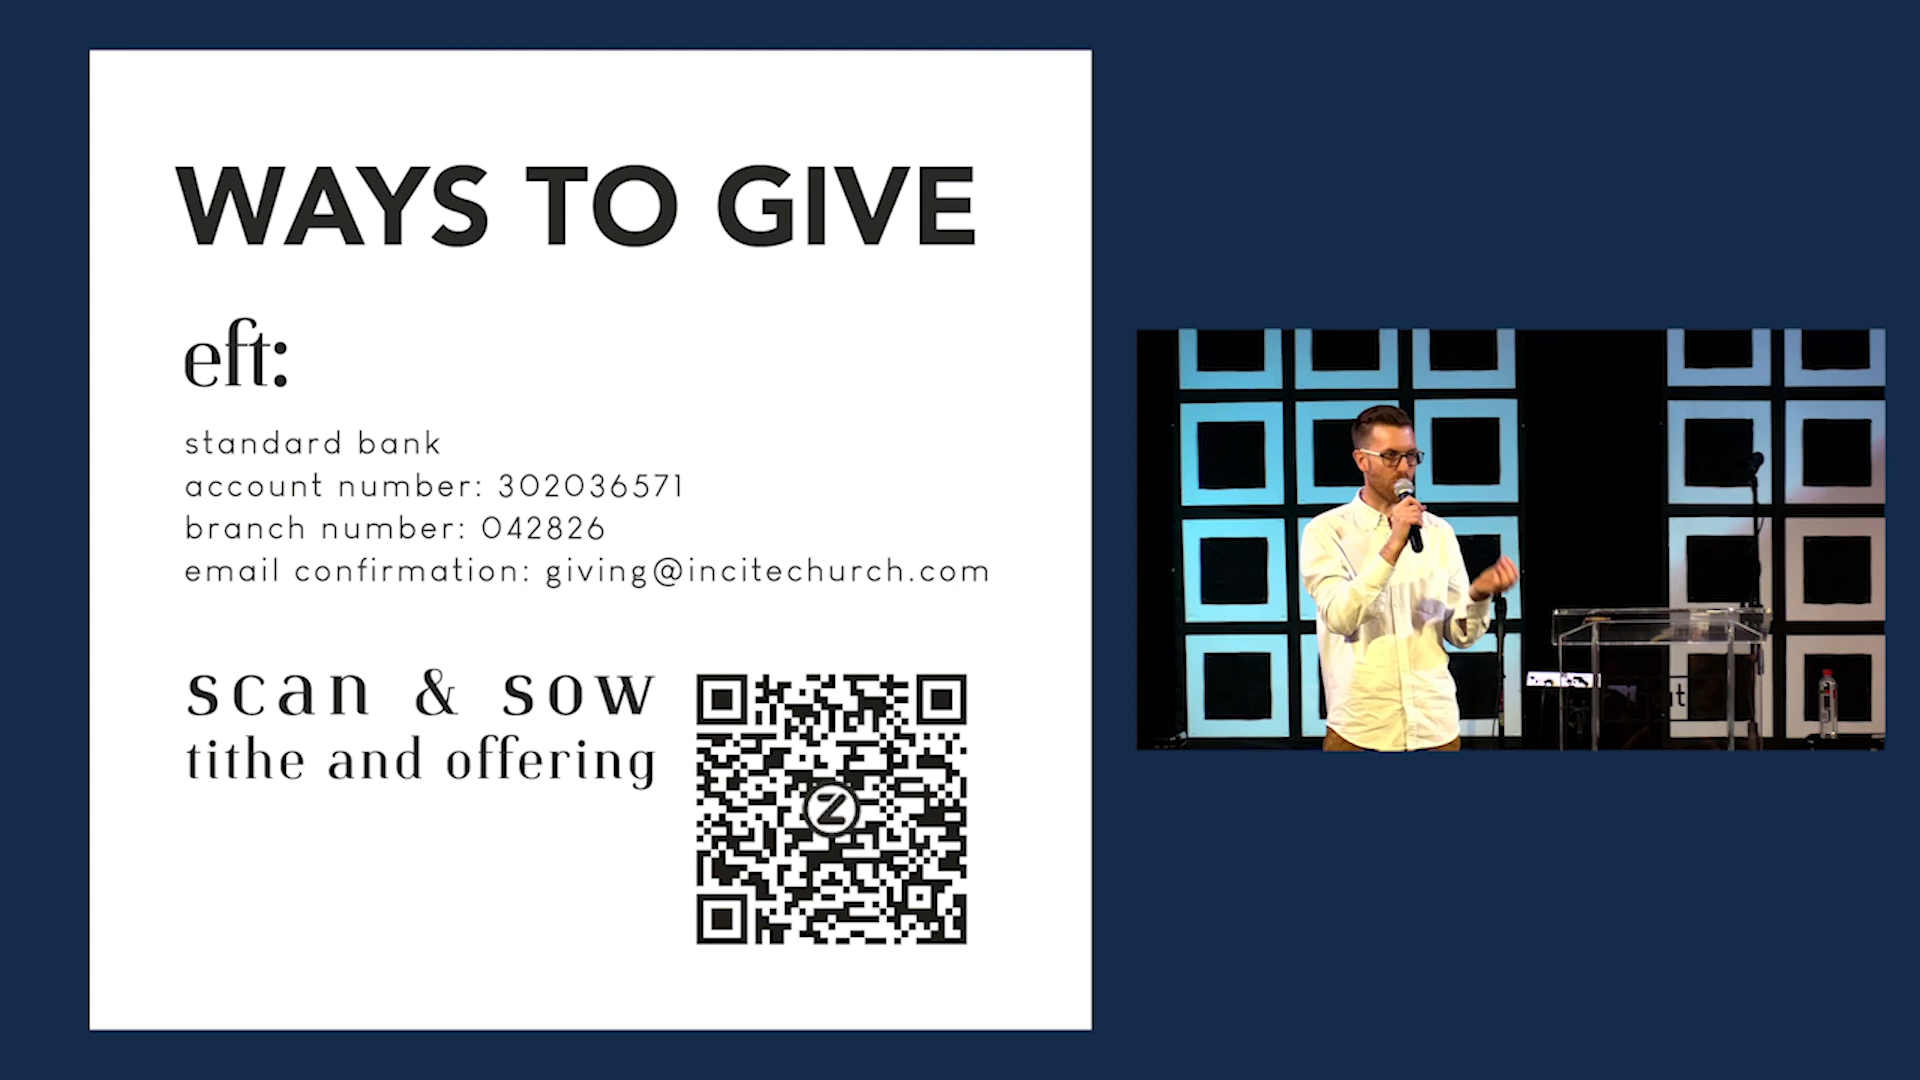 WAYS TO GIVE
eft:
standard bank
account number: 302036571
branch number: 042826
email confirmation: giving@incitechurch.com
scan & sow
tithe and offering